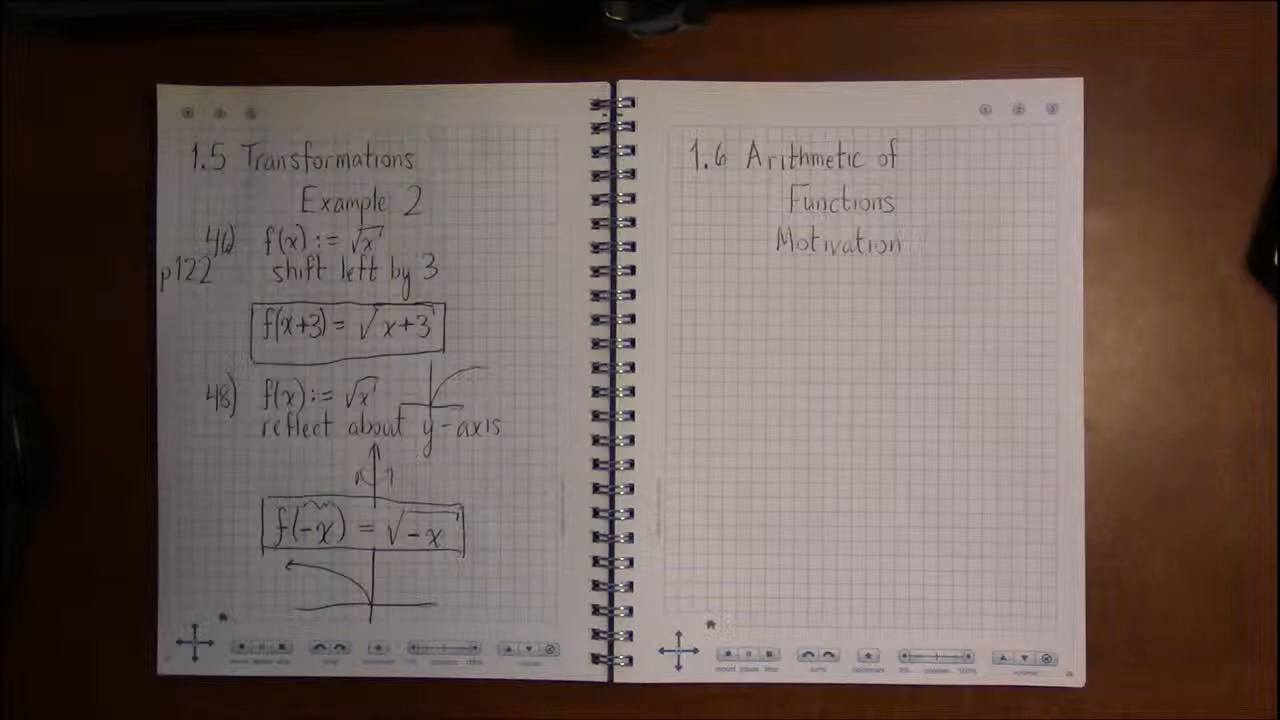 1.5 Transformations
Example 2
46) f(x) := √x
p122 shift left by 3
f(x+3) = √x+3
48) f(x) := √x
reflect about y-axis
f(-x) = √-x
1.6 Arithmetic of
Functions
Motivation